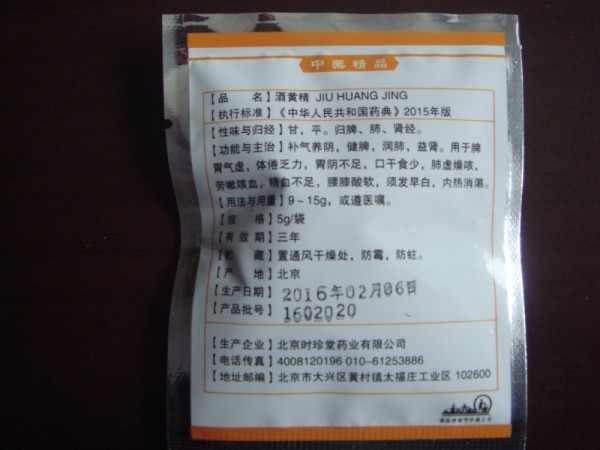 中医精品
【品 名】酒黄精 JIU HUANG JING
【执行标准】《中华人民共和国药典》2015年版
【性味与归经】甘，平。归脾、肺、肾经。
【功能与主治】补气养阴，健脾，润肺，益肾。用于脾
胃气虚，体倦乏力，胃阴不足，口干食少，肺虚燥咳，
劳嗽咳血，精血不足，腰膝酸软，须发早白，内热消渴。
【用法与用量】9～15g，或遵医嘱。
【规 格】5g/袋
【有 效 期】三年
【贮 藏】置通风干燥处，防霉，防蛀。
【产 地】北京
【生产日期】2016年02月06日
【产品批号】1602020
【生产企业】北京时珍堂药业有限公司
【电话传真】4008120196 010-61253886
【地址邮编】北京市大兴区黄村镇太福庄工业区 102600